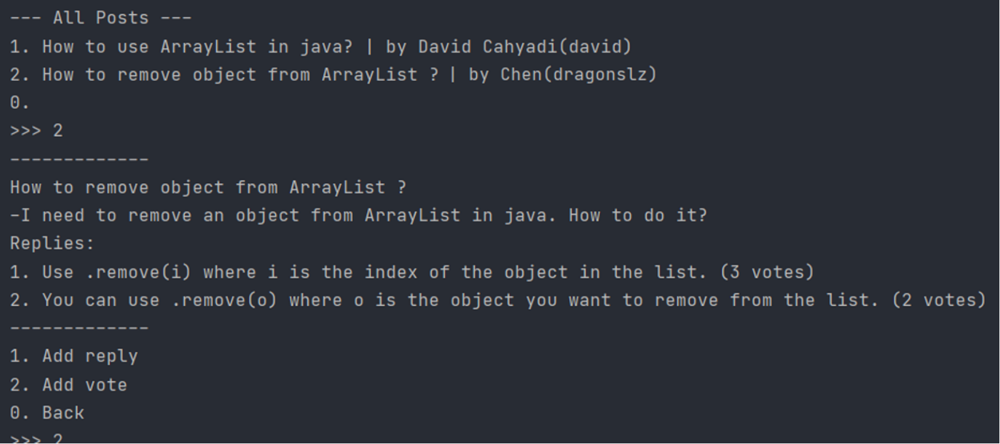 --- All Posts ---
1. How to use ArrayList in java? | by David Cahyadi(david)
2. How to remove object from ArrayList ? | by Chen(dragonslz)
0.
>>> 2
-------------
How to remove object from ArrayList ?
-I need to remove an object from ArrayList in java. How to do it?
Replies:
1. Use .remove(i) where i is the index of the object in the list. (3 votes)
2. You can use .remove(o) where o is the object you want to remove from the list. (2 votes)
-------------
1. Add reply
2. Add vote
0. Back
>>> 2